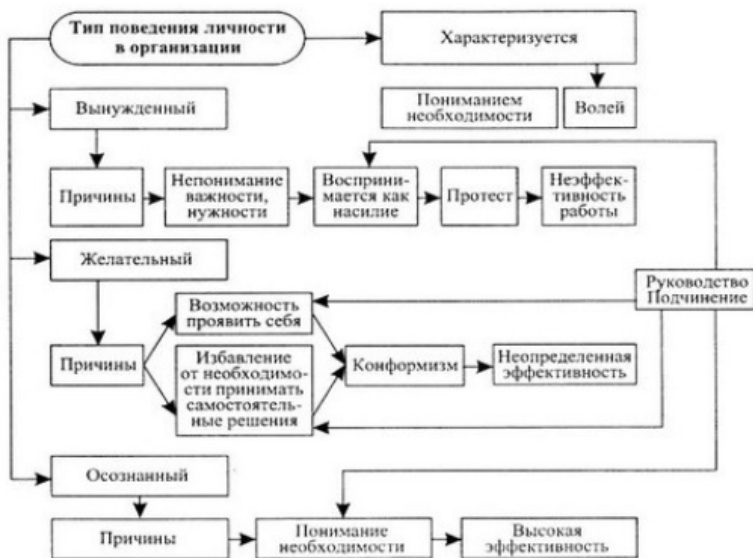 Тип поведения личности
в организации
Характеризуется
Вынужденный
Пониманием
необходимости
Волей
Причины
Непонимание
важности,
нужности
Восприни-
мается как
насилие
Протест
Неэффек-
тивность
работы
Желательный
Руководство
Подчинение
Возможность
проявить себя
Причины
Избавление
от необходимо-
сти принимать
самостоятель-
ные решения
Конформизм
Неопределенная
эффективность
Осознанный
Причины
Понимание
необходимости
Высокая
эффективность